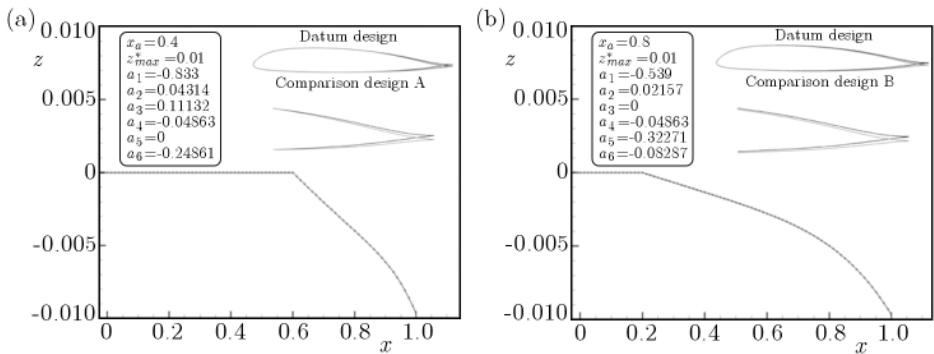 (a)
0.010
z
0.005
0
-0.005
-0.010
x_a=0.4
z*_max=0.01
a_1=-0.833
a_2=0.04314
a_3=0.11132
a_4=-0.04863
a_5=0
a_6=-0.24861
Datum design
Comparison design A
0 0.2 0.4 0.6 0.8 1.0
x
(b)
0.010
z
0.005
0
-0.005
-0.010
x_a=0.8
z*_max=0.01
a_1=-0.539
a_2=0.02157
a_3=0
a_4=-0.04863
a_5=-0.32271
a_6=-0.08287
Datum design
Comparison design B
0 0.2 0.4 0.6 0.8 1.0
x